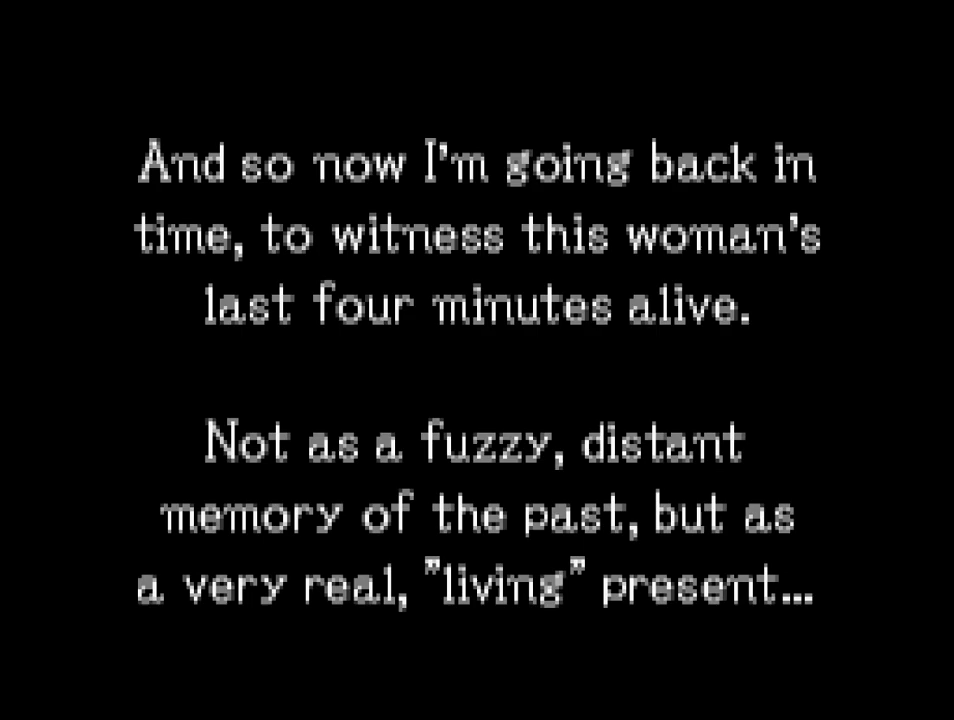 And so now I'm going back in
time, to witness this woman's
last four minutes alive.
Not as a fuzzy, distant
memory of the past, but as
a very real, "living" present...